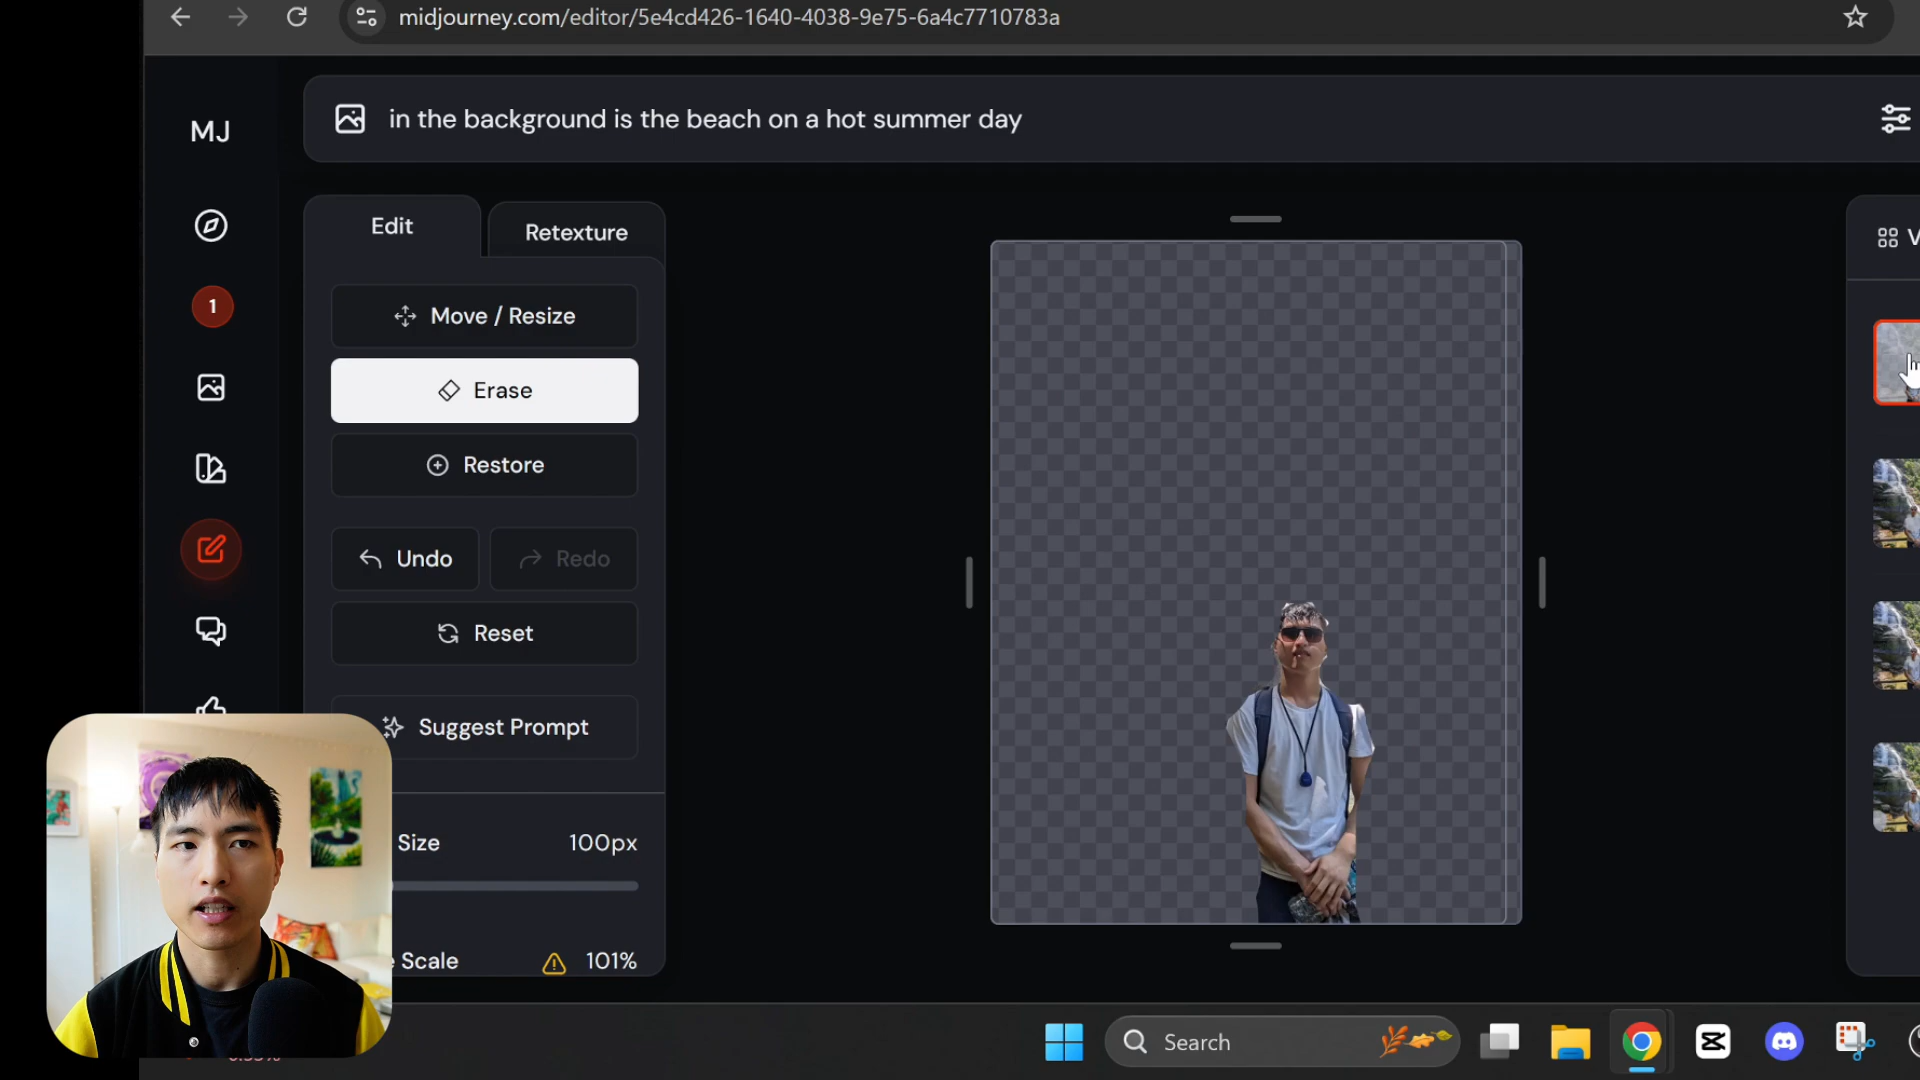 midjourney.com/editor/5e4cd426-1640-4038-9e75-6a4c7710783a
MJ
in the background is the beach on a hot summer day
Edit
Retexture
V
1
Move / Resize
Erase
Restore
Undo
Redo
Reset
Suggest Prompt
Size
100px
Scale
101%
Search